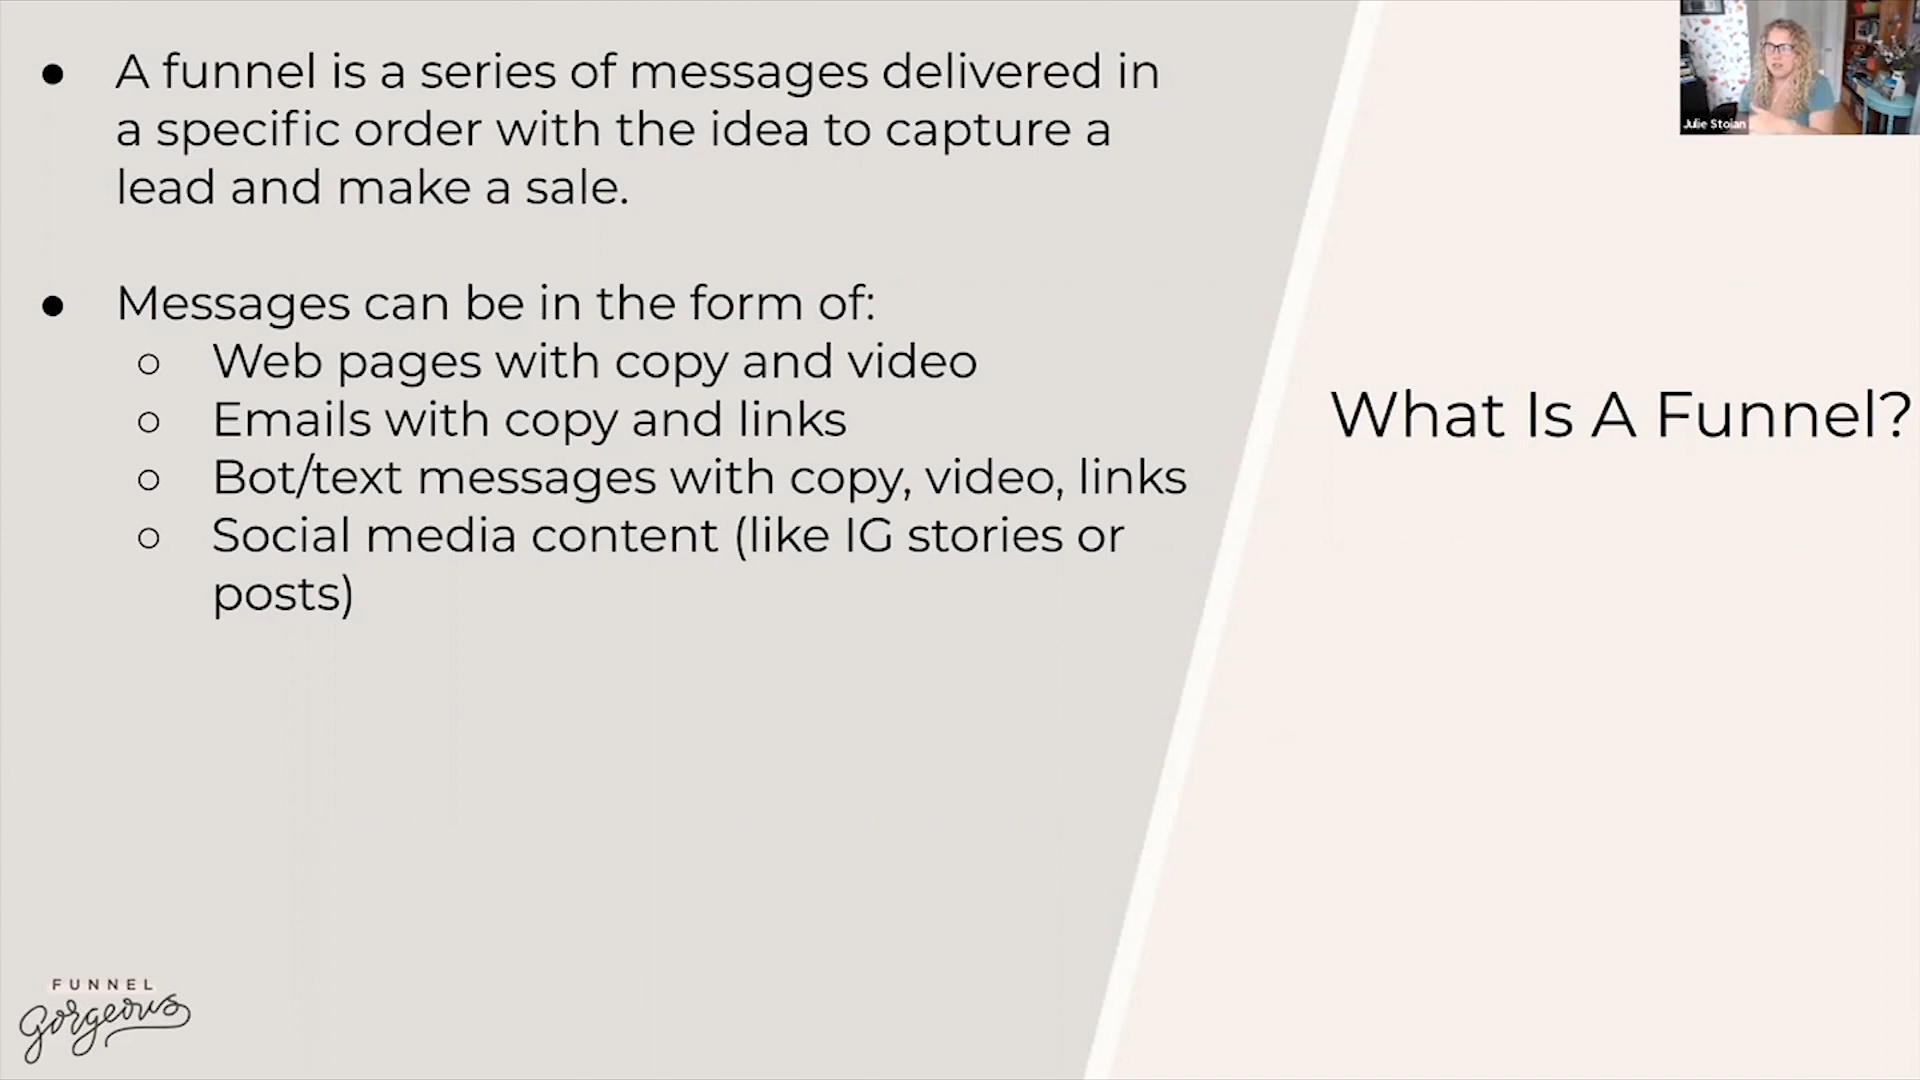 ● A funnel is a series of messages delivered in
a specific order with the idea to capture a
lead and make a sale.
● Messages can be in the form of:
○ Web pages with copy and video
○ Emails with copy and links
○ Bot/text messages with copy, video, links
○ Social media content (like IG stories or
posts)
What Is A Funnel?
Julie Stoian
FUNNEL
gorgeous